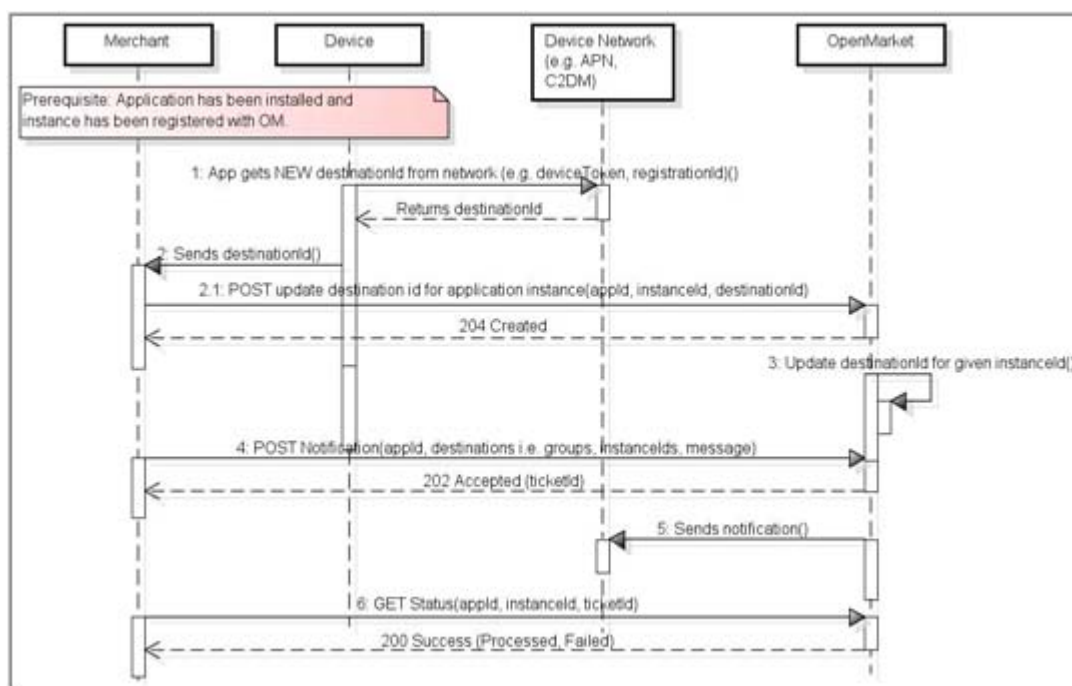 Merchant
Device
Device Network
(e.g. APN,
C2DM)
OpenMarket
Prerequisite: Application has been installed and
instance has been registered with OM.
1: App gets NEW destinationId from network (e.g. deviceToken, registrationId)()
Returns destinationId
2: Sends destinationId()
2.1: POST update destination id for application instance(appId, instanceId, destinationId)
204 Created
3: Update destinationId for given instanceId()
4: POST Notification(appId, destinations i.e. groups, instanceIds, message)
202 Accepted (ticketId)
5: Sends notification()
6: GET Status(appId, instanceId, ticketId)
200 Success (Processed, Failed)